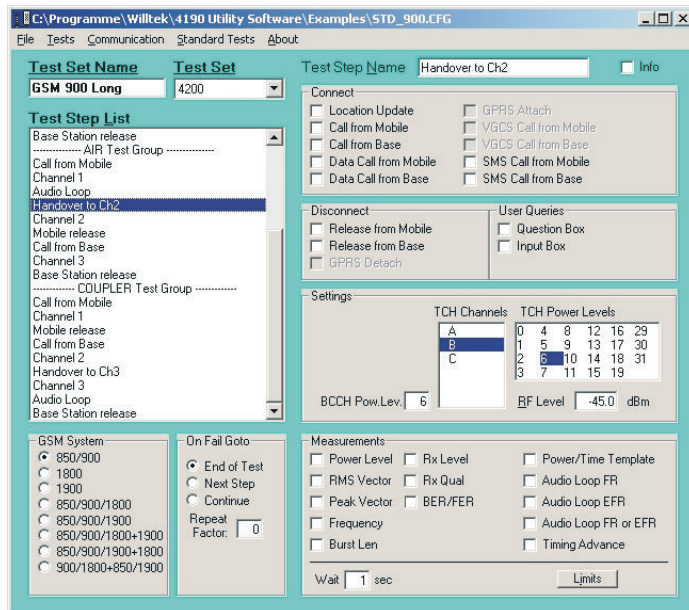 C:\Programme\Willtek\4190 Utility Software\Examples\STD_900.CFG
File Tests Communication Standard Tests About
Test Set Name
GSM 900 Long
Test Set
4200
Test Step Name Handover to Ch2
Info
Test Step List
Base Station release
-------------- AIR Test Group --------------
Call from Mobile
Channel 1
Audio Loop
Handover to Ch2
Channel 2
Mobile release
Call from Base
Channel 3
Base Station release
------------- COUPLER Test Group ------------
Call from Mobile
Channel 1
Mobile release
Call from Base
Channel 2
Handover to Ch3
Channel 3
Audio Loop
Base Station release
Connect
Location Update
Call from Mobile
Call from Base
Data Call from Mobile
Data Call from Base
GPRS Attach
VGCS Call from Mobile
VGCS Call from Base
SMS Call from Mobile
SMS Call from Base
Disconnect
Release from Mobile
Release from Base
GPRS Detach
User Queries
Question Box
Input Box
Settings
TCH Channels
A
B
C
TCH Power Levels
0 4 8 12 16 29
1 5 9 13 17 30
2 6 10 14 18 31
3 7 11 15 19
BCCH Pow.Lev. 6
RF Level -45.0 dBm
GSM System
850/900
1800
1900
850/900/1800
850/900/1900
850/900/1800+1900
850/900/1900+1800
900/1800+850/1900
On Fail Goto
End of Test
Next Step
Continue
Repeat
Factor: 0
Measurements
Power Level
RMS Vector
Peak Vector
Frequency
Burst Len
Rx Level
Rx Qual
BER/FER
Power/Time Template
Audio Loop FR
Audio Loop EFR
Audio Loop FR or EFR
Timing Advance
Wait 1 sec
Limits